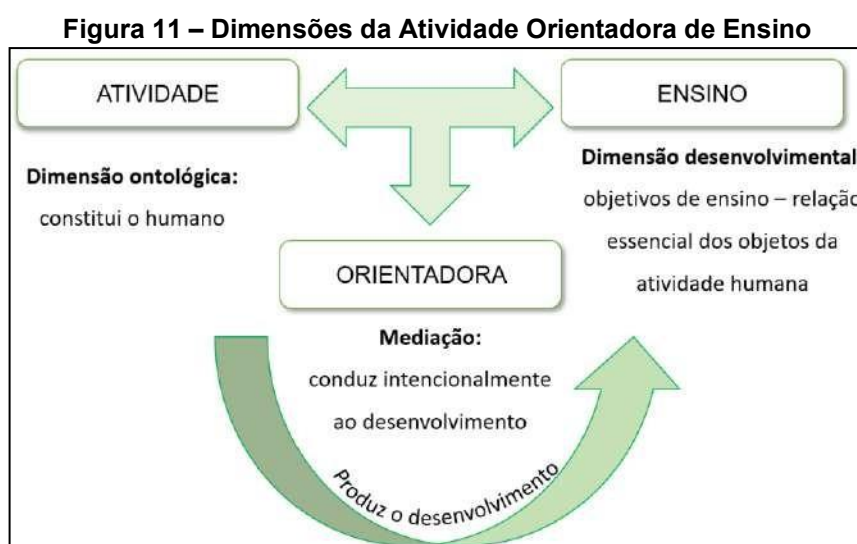 Figura 11 – Dimensões da Atividade Orientadora de Ensino
ATIVIDADE
Dimensão ontológica:
constitui o humano
ENSINO
Dimensão desenvolvimental
objetivos de ensino – relação
essencial dos objetos da
atividade humana
ORIENTADORA
Mediação:
conduz intencionalmente
ao desenvolvimento
Produz o desenvolvimento